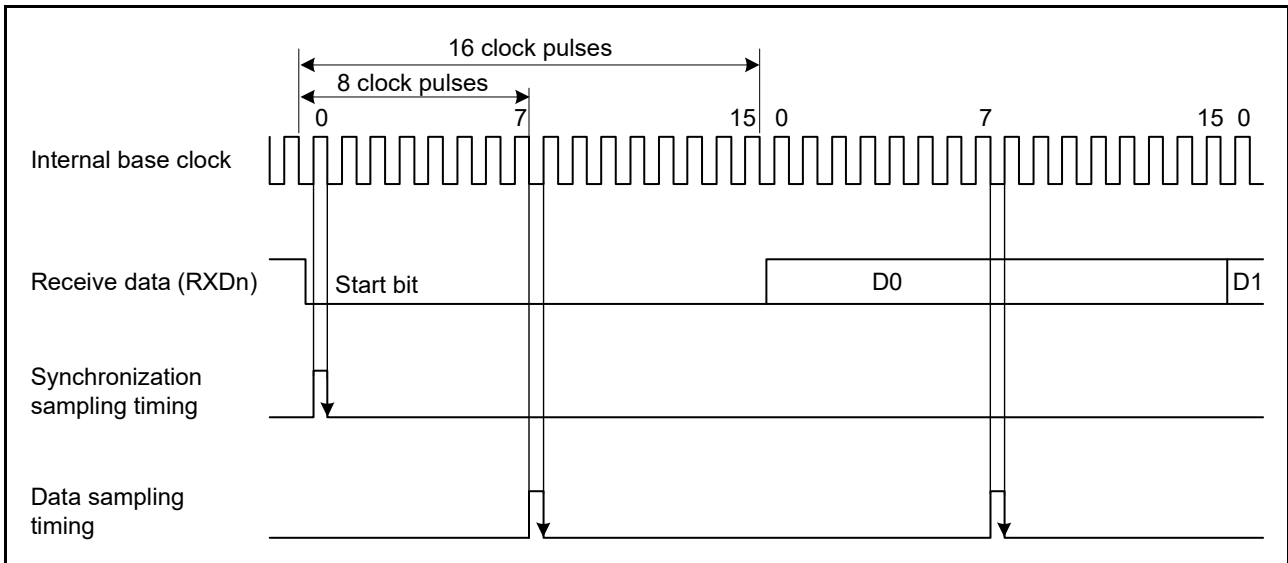 16 clock pulses
8 clock pulses
0 7 15 0 7 15 0
Internal base clock
Receive data (RXDn)
Start bit
D0
D1
Synchronization
sampling timing
Data sampling
timing